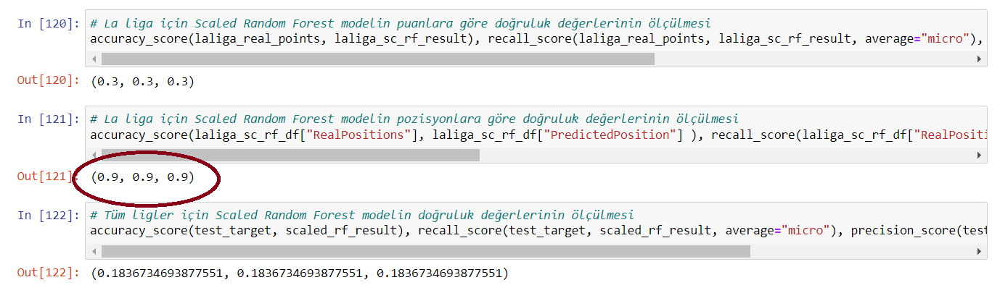 In [120]: # La liga için Scaled Random Forest modelin puanlara göre doğruluk değerlerinin ölçülmesi
accuracy_score(laliga_real_points, laliga_sc_rf_result), recall_score(laliga_real_points, laliga_sc_rf_result, average="micro"),
Out[120]: (0.3, 0.3, 0.3)
In [121]: # La liga için Scaled Random Forest modelin pozisyonlara göre doğruluk değerlerinin ölçülmesi
accuracy_score(laliga_sc_rf_df["RealPositions"], laliga_sc_rf_df["PredictedPosition"] ), recall_score(laliga_sc_rf_df["RealPositi
Out[121]: (0.9, 0.9, 0.9)
In [122]: # Tüm ligler için Scaled Random Forest modelin doğruluk değerlerinin ölçülmesi
accuracy_score(test_target, scaled_rf_result), recall_score(test_target, scaled_rf_result, average="micro"), precision_score(test
Out[122]: (0.1836734693877551, 0.1836734693877551, 0.1836734693877551)